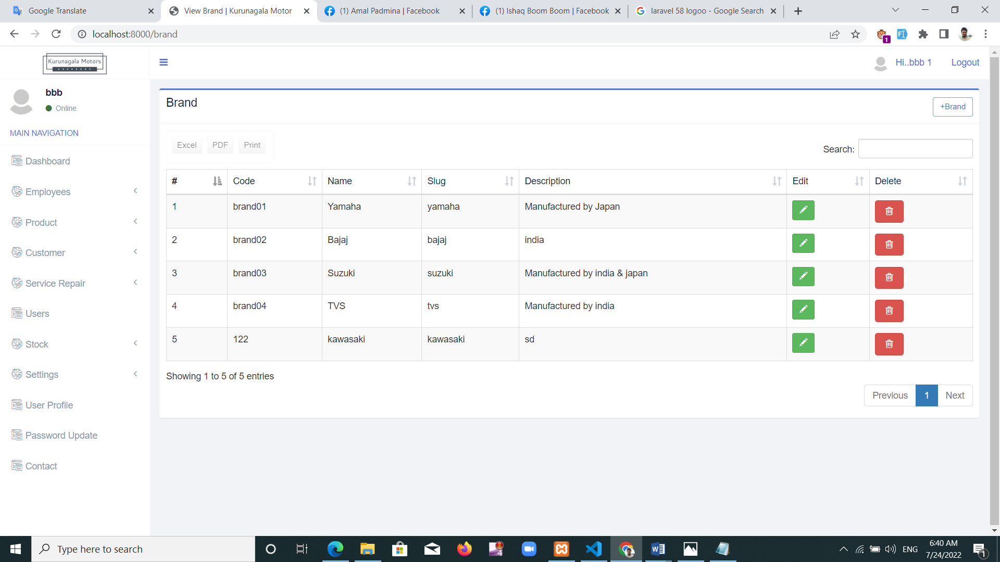 Google Translate
View Brand | Kurunagala Motor
(1) Amal Padmina | Facebook
(1) Ishaq Boom Boom | Facebook
laravel 58 logoo - Google Search
localhost:8000/brand
1
Kurunagala Motors
Hi..bbb 1
Logout
bbb
Online
MAIN NAVIGATION
Dashboard
Employees
Product
Customer
Service Repair
Users
Stock
Settings
User Profile
Password Update
Contact
Brand
+Brand
Excel PDF Print
Search:
# Code Name Slug Description Edit Delete
1 brand01 Yamaha yamaha Manufactured by Japan
2 brand02 Bajaj bajaj india
3 brand03 Suzuki suzuki Manufactured by india & japan
4 brand04 TVS tvs Manufactured by india
5 122 kawasaki kawasaki sd
Showing 1 to 5 of 5 entries
Previous 1 Next
Type here to search
ENG
6:40 AM
7/24/2022
1